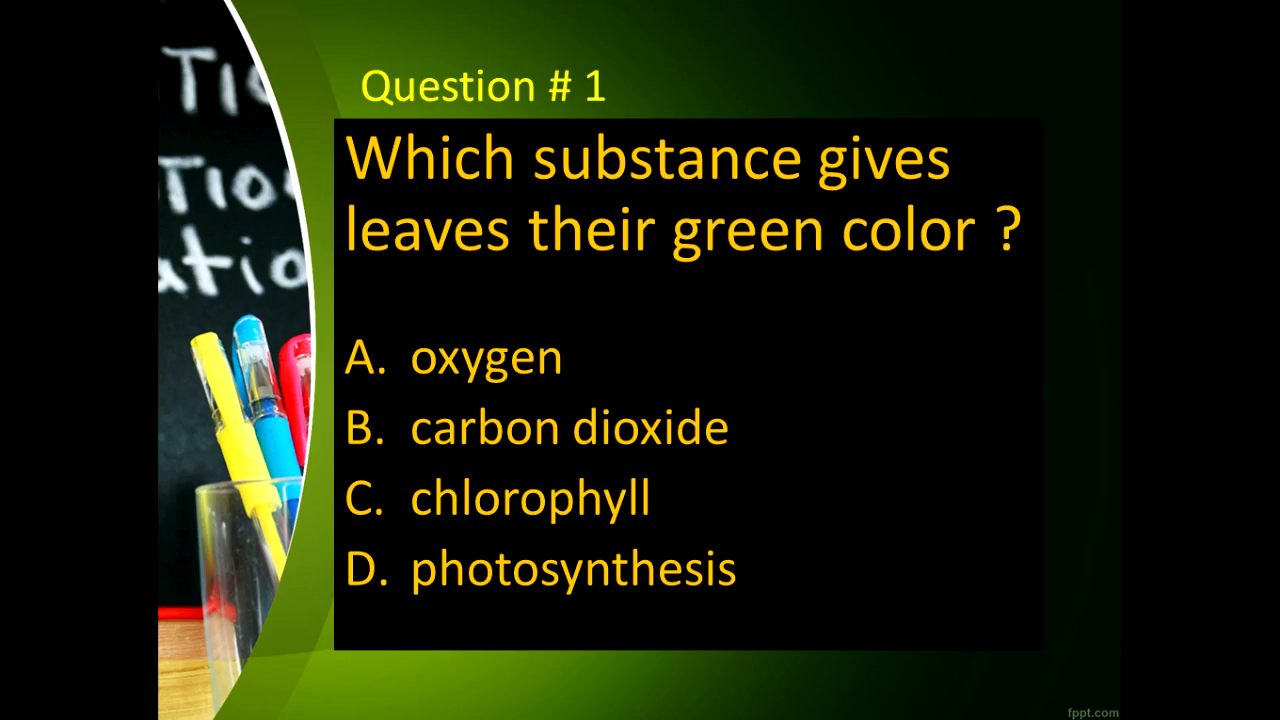 Question # 1
Which substance gives
leaves their green color ?
A. oxygen
B. carbon dioxide
C. chlorophyll
D. photosynthesis
fppt.com